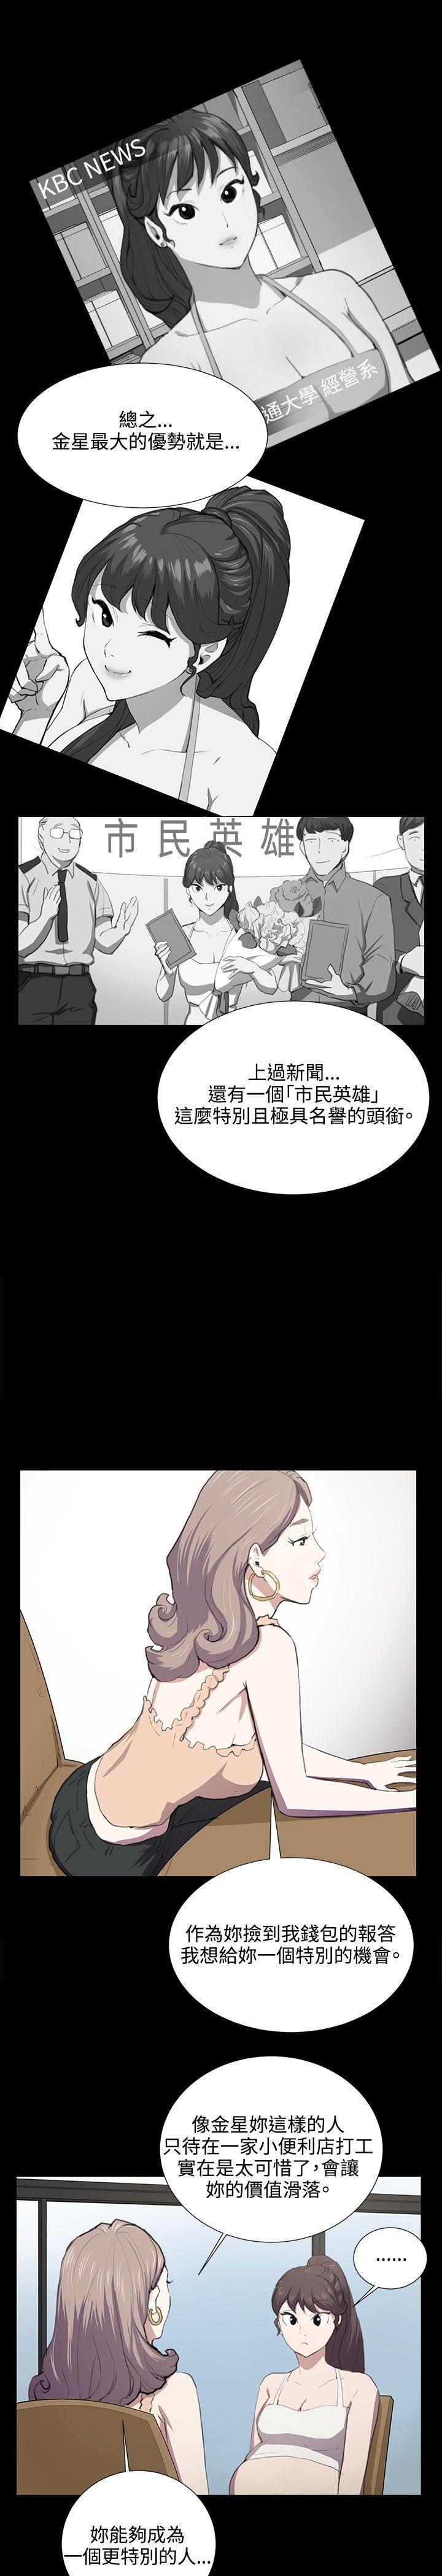 KBC NEWS
通大學 經營系
總之...
金星最大的優勢就是...
市民英雄
上過新聞...
還有一個「市民英雄」
這麼特別且極具名譽的頭銜。
作為妳撿到我錢包的報答
我想給妳一個特別的機會。
像金星妳這樣的人
只待在一家小便利店打工
實在是太可惜了,會讓
妳的價值滑落。
......
妳能夠成為
一個更特別的人...